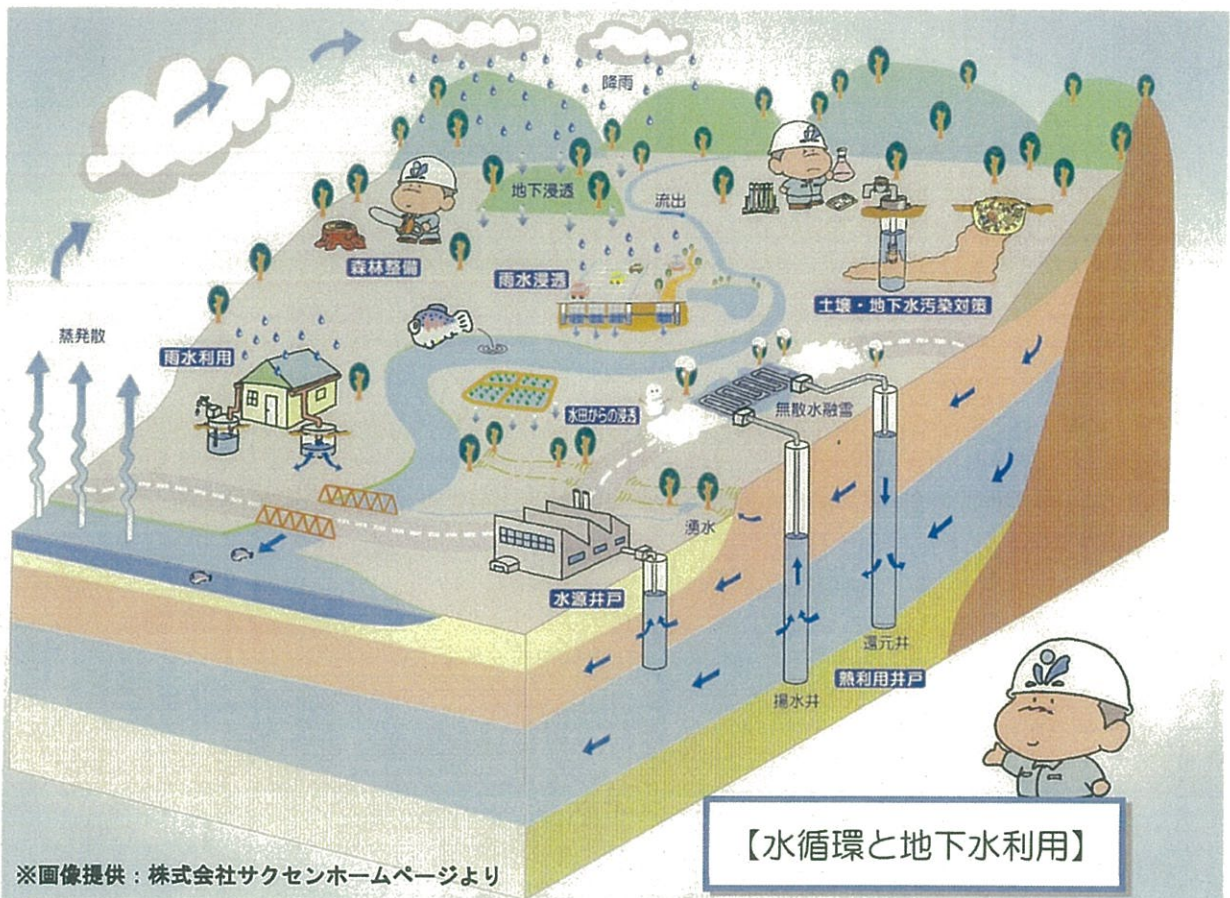 降雨
地下浸透
流出
森林整備
雨水浸透
土壌・地下水汚染対策
蒸発散
雨水利用
水田からの浸透
無散水融雪
湧水
水源井戸
還元井
熱利用井戸
揚水井
【水循環と地下水利用】
※画像提供：株式会社サクセンホームページより